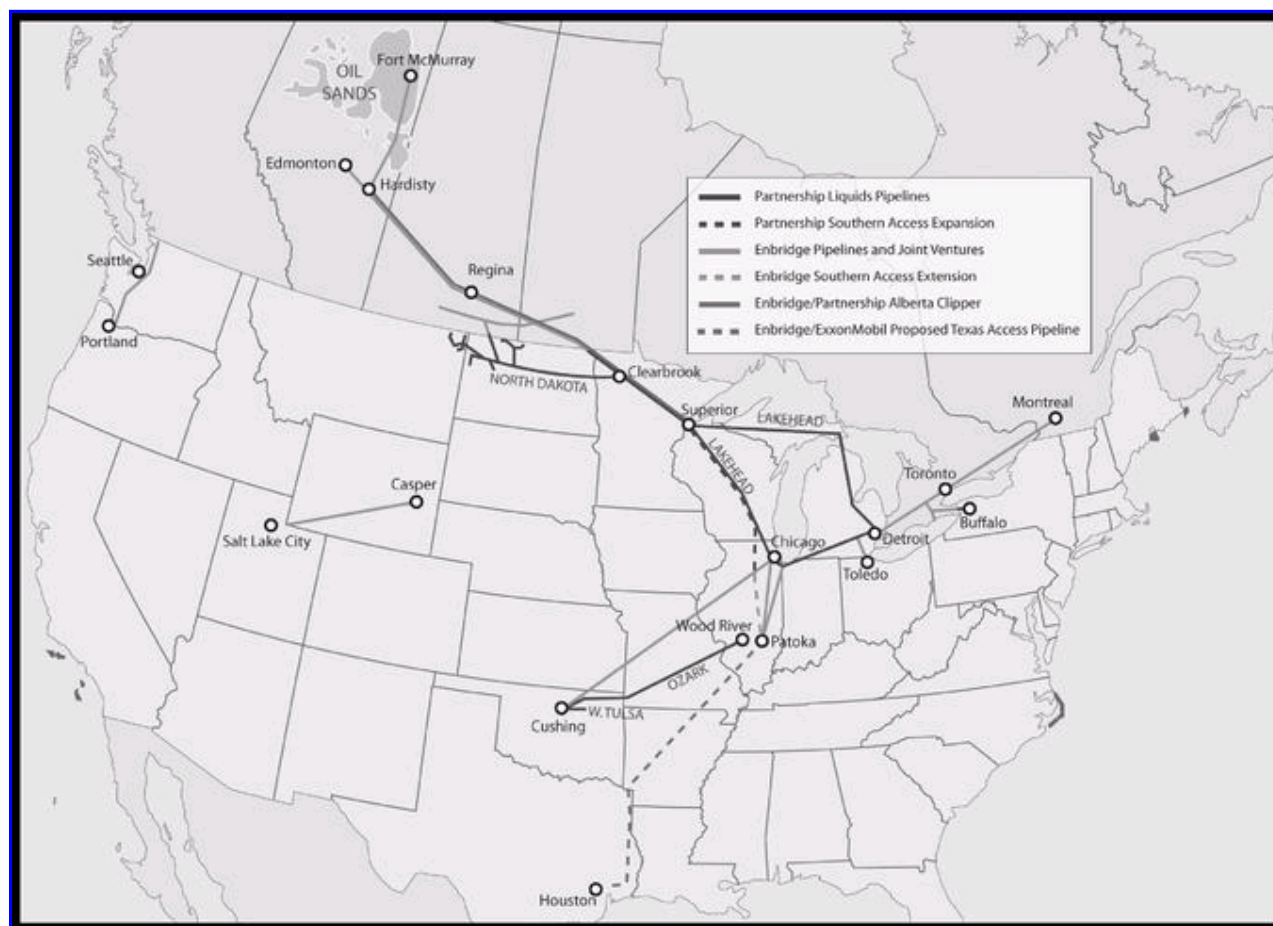 Fort McMurray
OIL
SANDS
Edmonton
Hardisty
Partnership Liquids Pipelines
Partnership Southern Access Expansion
Enbridge Pipelines and Joint Ventures
Enbridge Southern Access Extension
Enbridge/Partnership Alberta Clipper
Enbridge/ExxonMobil Proposed Texas Access Pipeline
Seattle
Regina
Portland
NORTH DAKOTA
Clearbrook
Superior
LAKEHEAD
LAKEHEAD
Montreal
Toronto
Casper
Buffalo
Salt Lake City
Chicago
Detroit
Toledo
Wood River
Patoka
OZARK
W. TULSA
Cushing
Houston